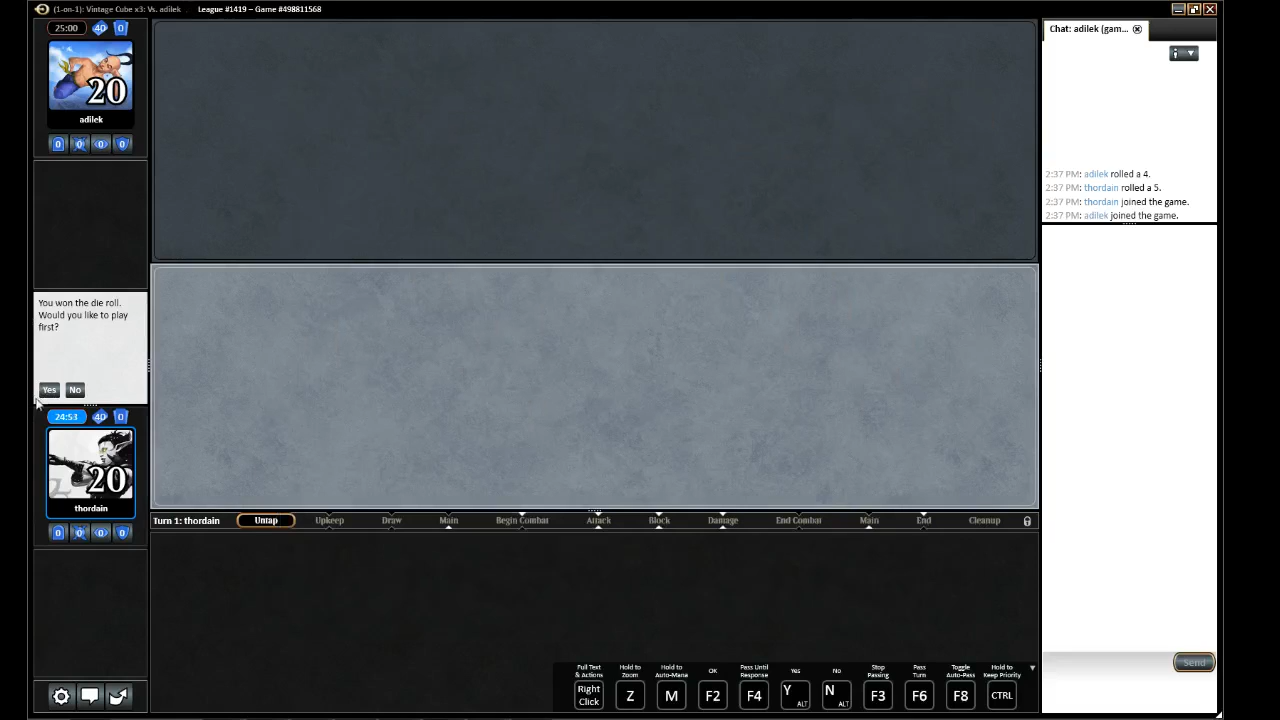 (1-on-1): Vintage Cube x3: Vs. adilek League #1419 – Game #498811568
25:00 40 0
20
adilek
0 0 0 0
You won the die roll.
Would you like to play
first?
Yes No
24:53 40 0
20
thordain
0 0 0 0
Turn 1: thordain Untap Upkeep Draw Main Begin Combat Attack Block Damage End Combat Main End Cleanup
Full Text & Actions Hold to Zoom Hold to Auto-Mana OK Pass Until Response Yes No Stop Passing Pass Turn Toggle Auto-Pass Hold to Keep Priority
Right Click Z M F2 F4 Y ALT N ALT F3 F6 F8 CTRL
Chat: adilek (gam...
2:37 PM: adilek rolled a 4.
2:37 PM: thordain rolled a 5.
2:37 PM: thordain joined the game.
2:37 PM: adilek joined the game.
Send